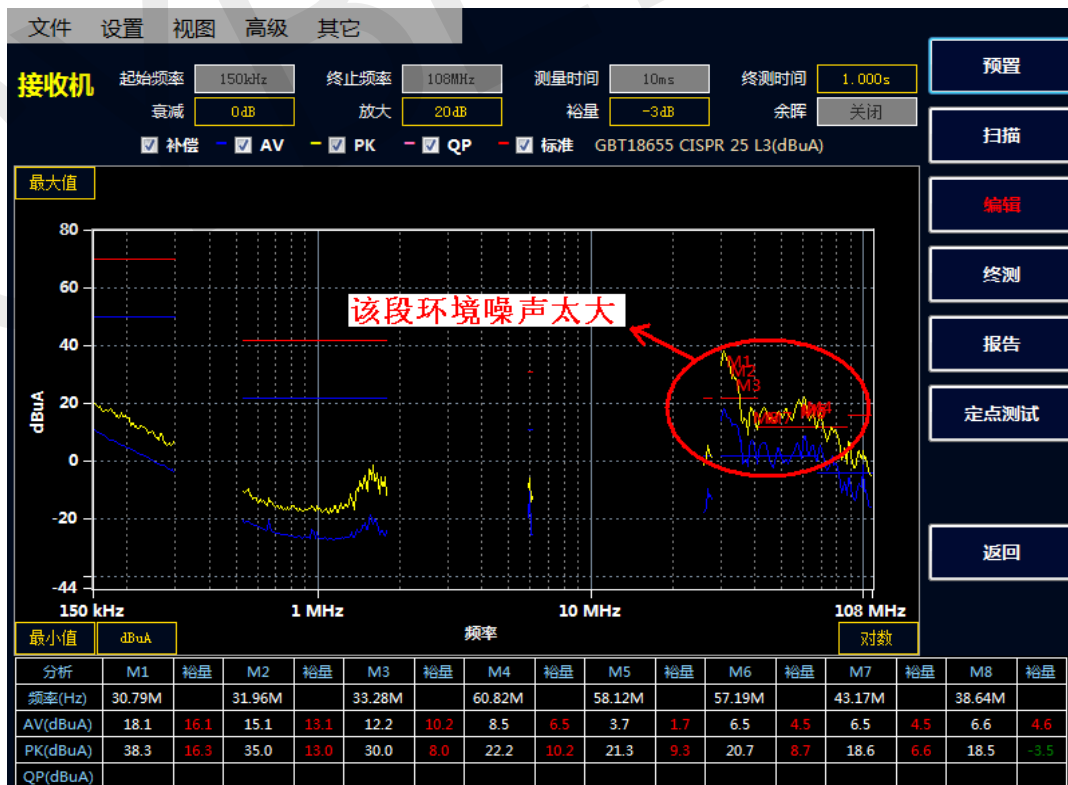 文件 设置 视图 高级 其它
接收机 起始频率 150kHz 终止频率 108MHz 测量时间 10ms 终测时间 1.000s
衰减 0dB 放大 20dB 裕量 -3dB 余晖 关闭
补偿 AV PK QP 标准 GBT18655 CISPR 25 L3(dBuA)
预置
扫描
编辑
终测
报告
定点测试
返回
最大值
80
60
40
20
0
-20
-44
dBuA
该段环境噪声太大
M1
M2
M3
150 kHz 1 MHz 10 MHz 108 MHz
最小值 dBuA 频率 对数
分析 M1 裕量 M2 裕量 M3 裕量 M4 裕量 M5 裕量 M6 裕量 M7 裕量 M8 裕量
频率(Hz) 30.79M 31.96M 33.28M 60.82M 58.12M 57.19M 43.17M 38.64M
AV(dBuA) 18.1 16.1 15.1 13.1 12.2 10.2 8.5 6.5 3.7 1.7 6.5 4.5 6.5 4.5 6.6 4.6
PK(dBuA) 38.3 16.3 35.0 13.0 30.0 8.0 22.2 10.2 21.3 9.3 20.7 8.7 18.6 6.6 18.5 -3.5
QP(dBuA)